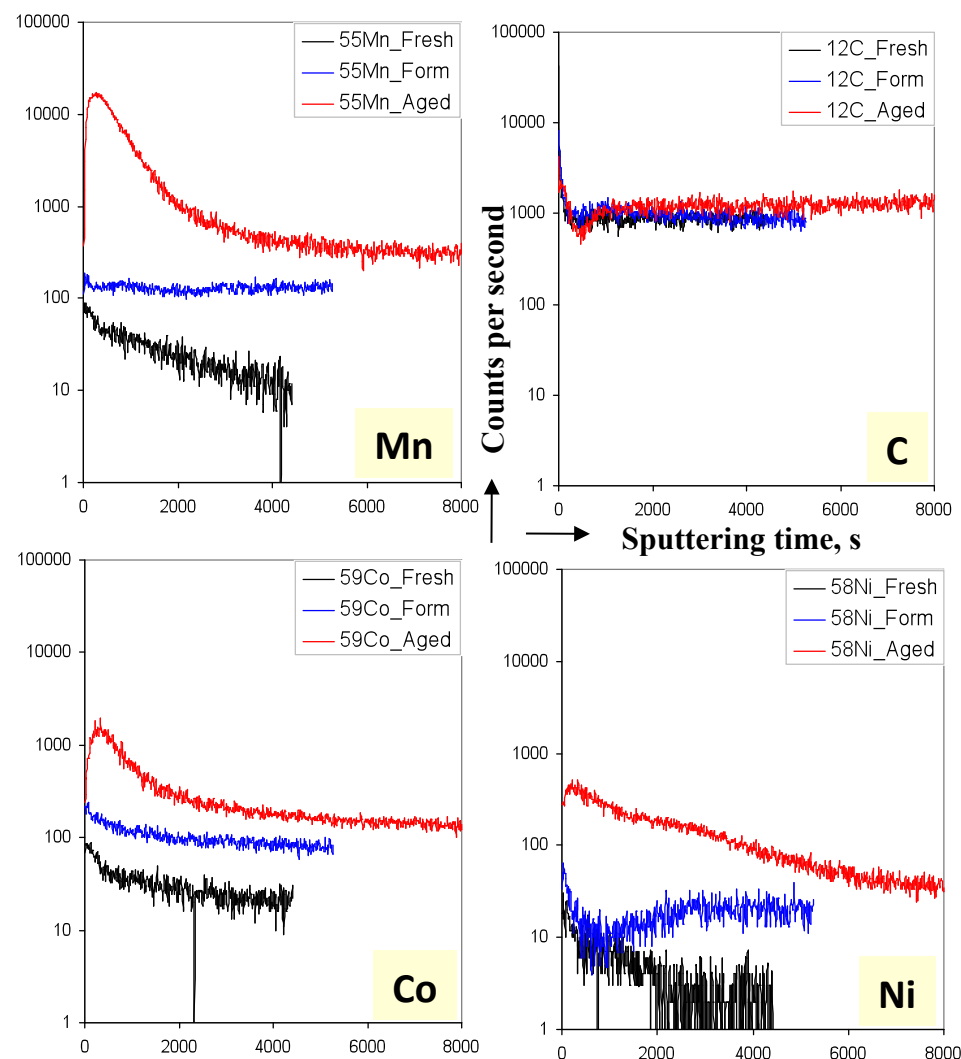 100000
10000
1000
100
10
1
0 2000 4000 6000 8000
55Mn_Fresh
55Mn_Form
55Mn_Aged
Mn
100000
10000
1000
100
10
1
0 2000 4000 6000 8000
12C_Fresh
12C_Form
12C_Aged
C
Counts per second
Sputtering time, s
100000
10000
1000
100
10
1
0 2000 4000 6000 8000
59Co_Fresh
59Co_Form
59Co_Aged
Co
100000
10000
1000
100
10
1
0 2000 4000 6000 8000
58Ni_Fresh
58Ni_Form
58Ni_Aged
Ni